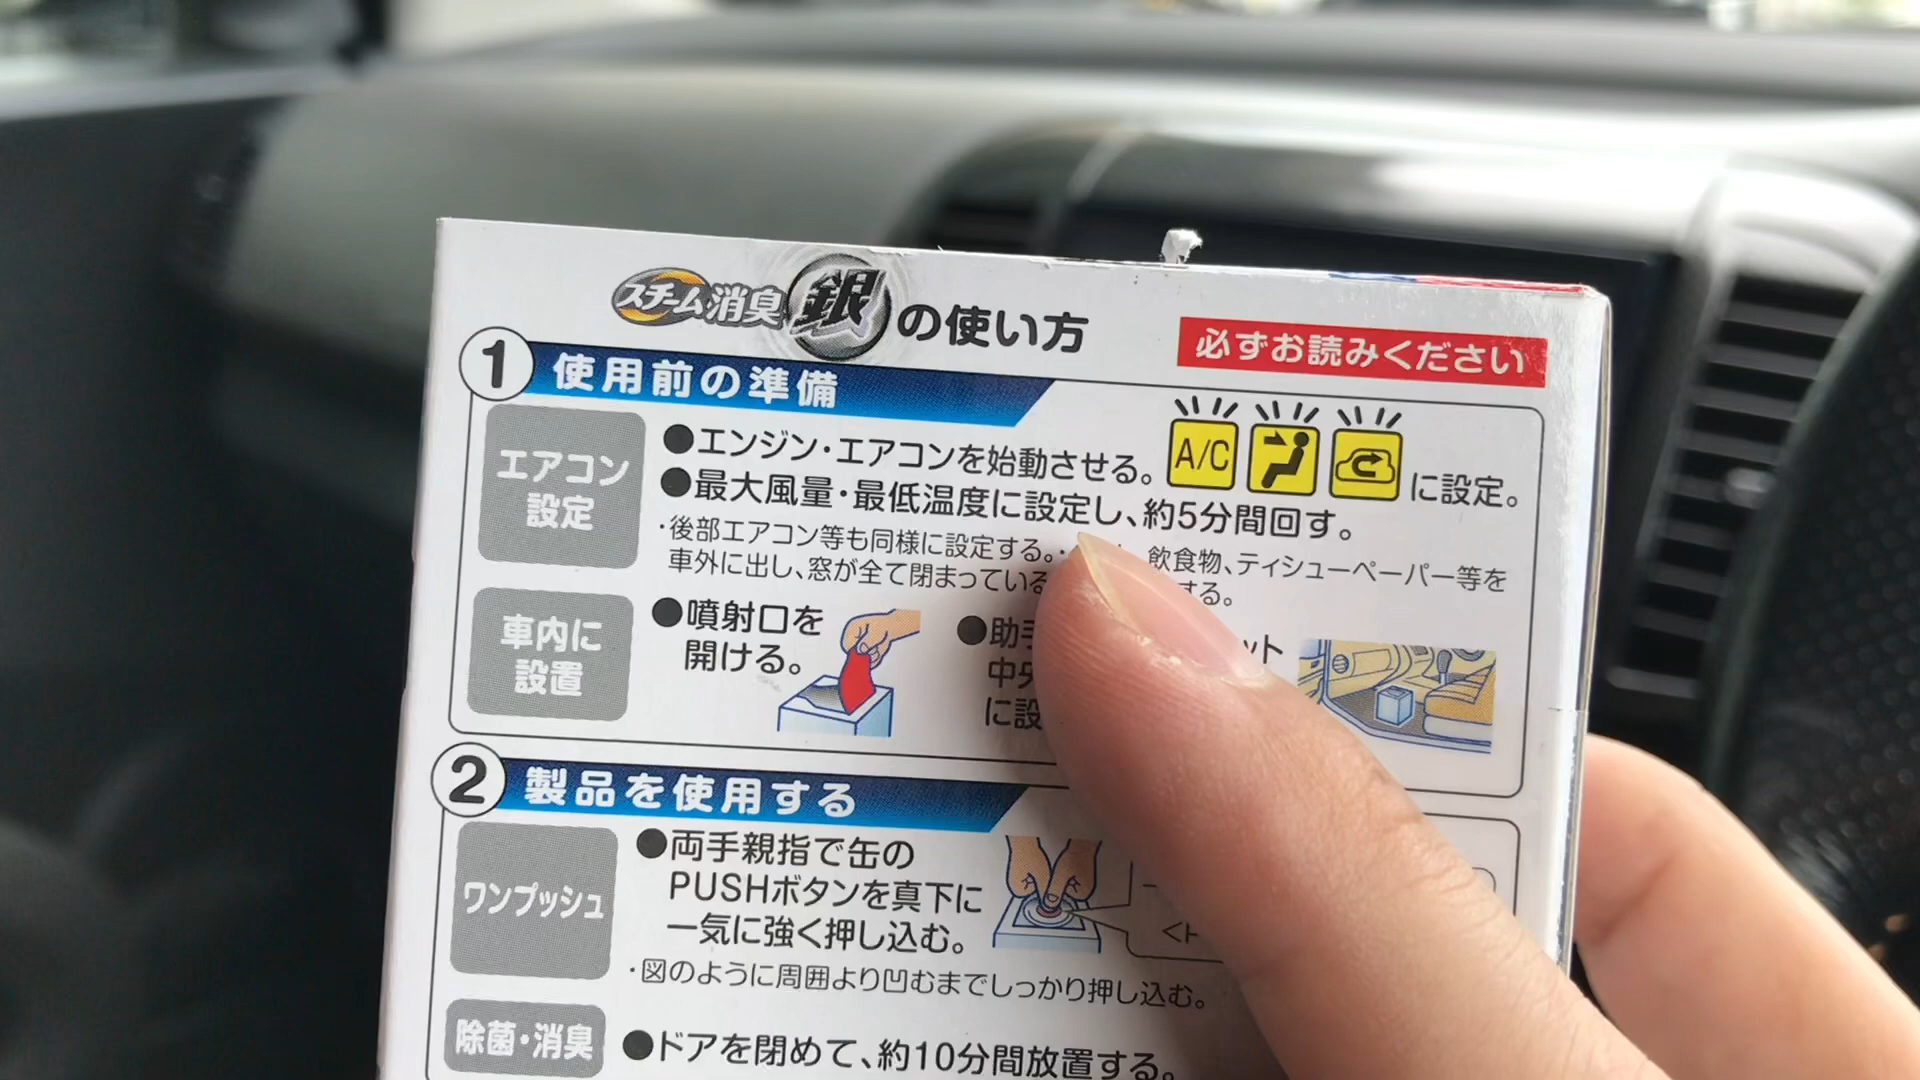 スチーム消臭 銀 の使い方
必ずお読みください
1 使用前の準備
エアコン
設定
●エンジン・エアコンを始動させる。 A/C に設定。
●最大風量・最低温度に設定し、約5分間回す。
・後部エアコン等も同様に設定する。・ 飲食物、ティシューペーパー等を
車外に出し、窓が全て閉まっている する。
車内に
設置
●噴射口を
開ける。
●助手 ット
中央
に設
2 製品を使用する
ワンプッシュ
●両手親指で缶の
PUSHボタンを真下に
一気に強く押し込む。
・図のように周囲より凹むまでしっかり押し込む。
除菌・消臭
●ドアを閉めて、約10分間放置する。